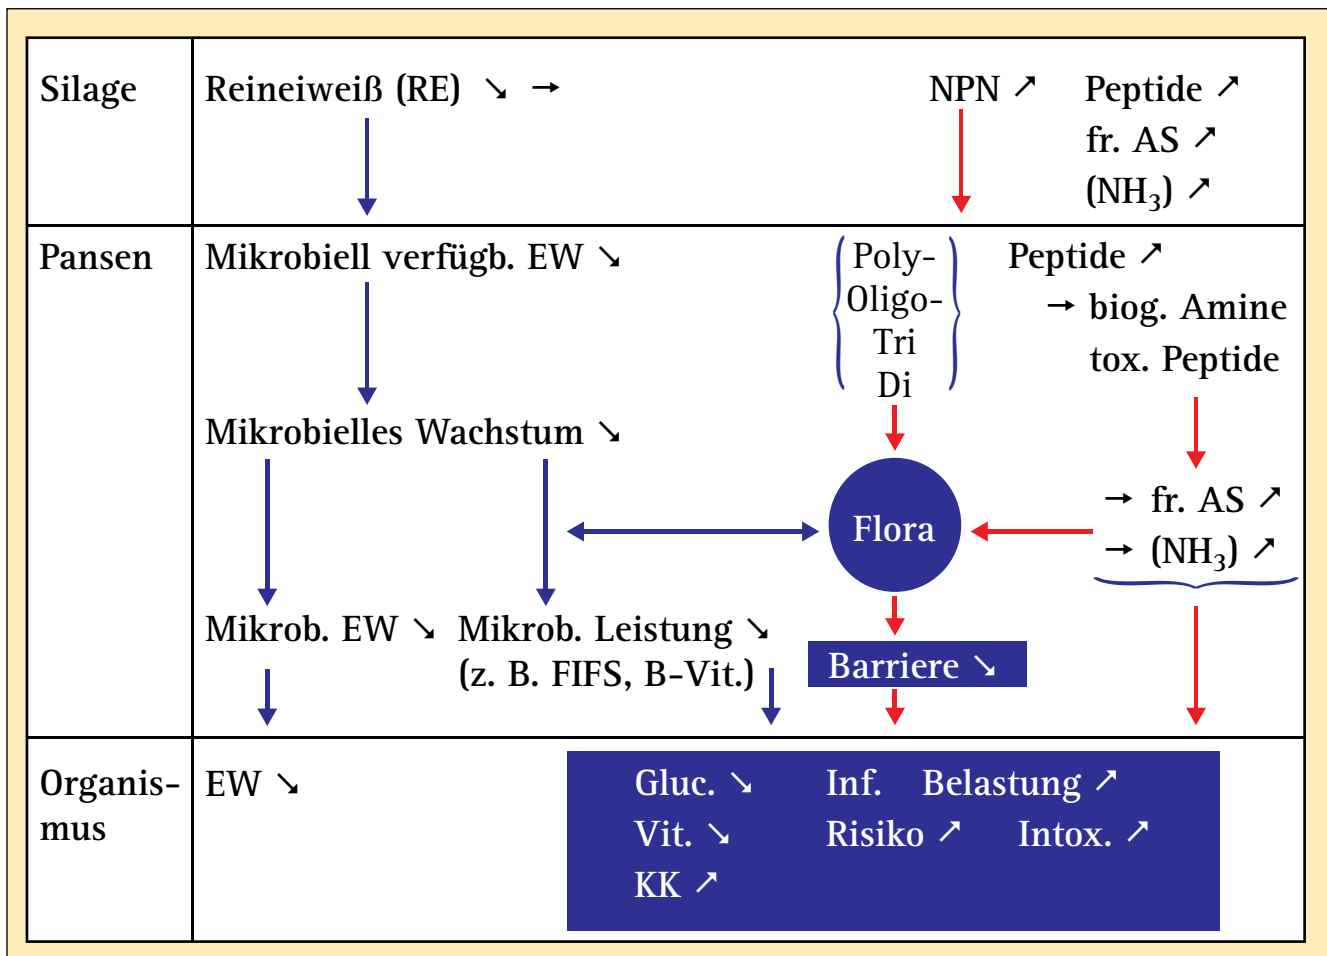 Silage
Reineiweiß (RE) ↘ →
NPN ↗
Peptide ↗
fr. AS ↗
(NH₃) ↗
Pansen
Mikrobiell verfügb. EW ↘
Poly-
Oligo-
Tri
Di
Peptide ↗
→ biog. Amine
tox. Peptide
Mikrobielles Wachstum ↘
Flora
→ fr. AS ↗
→ (NH₃) ↗
Mikrob. EW ↘
Mikrob. Leistung ↘
(z. B. FlFS, B-Vit.)
Barriere ↘
Organis-
mus
EW ↘
Gluc. ↘
Vit. ↘
KK ↗
Inf. Belastung ↗
Risiko ↗ Intox. ↗